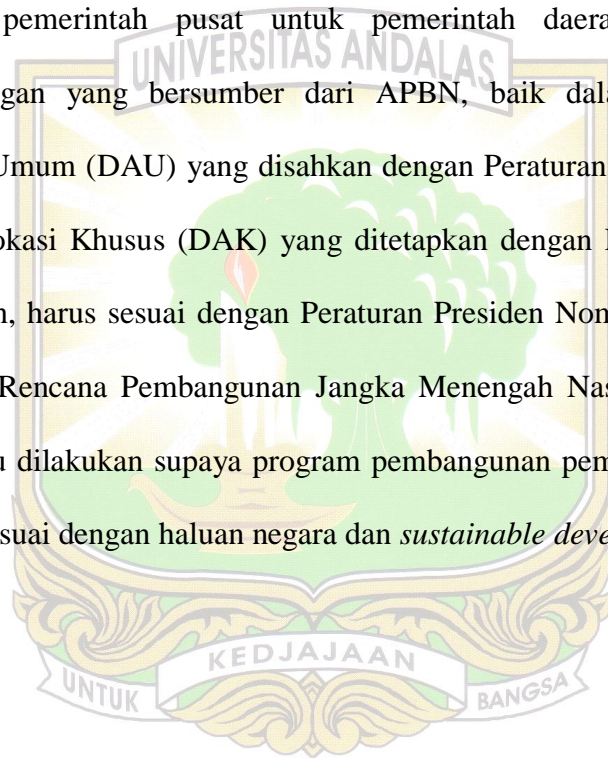 pemerintah pusat untuk pemerintah daera
UNIVERSITAS ANDALAS
gan yang bersumber dari APBN, baik dala
Umum (DAU) yang disahkan dengan Peraturan
okasi Khusus (DAK) yang ditetapkan dengan
n, harus sesuai dengan Peraturan Presiden Non
Rencana Pembangunan Jangka Menengah Nas
u dilakukan supaya program pembangunan pem
suai dengan haluan negara dan sustainable deve
KEDJAJAAN
UNTUK
BANGSA